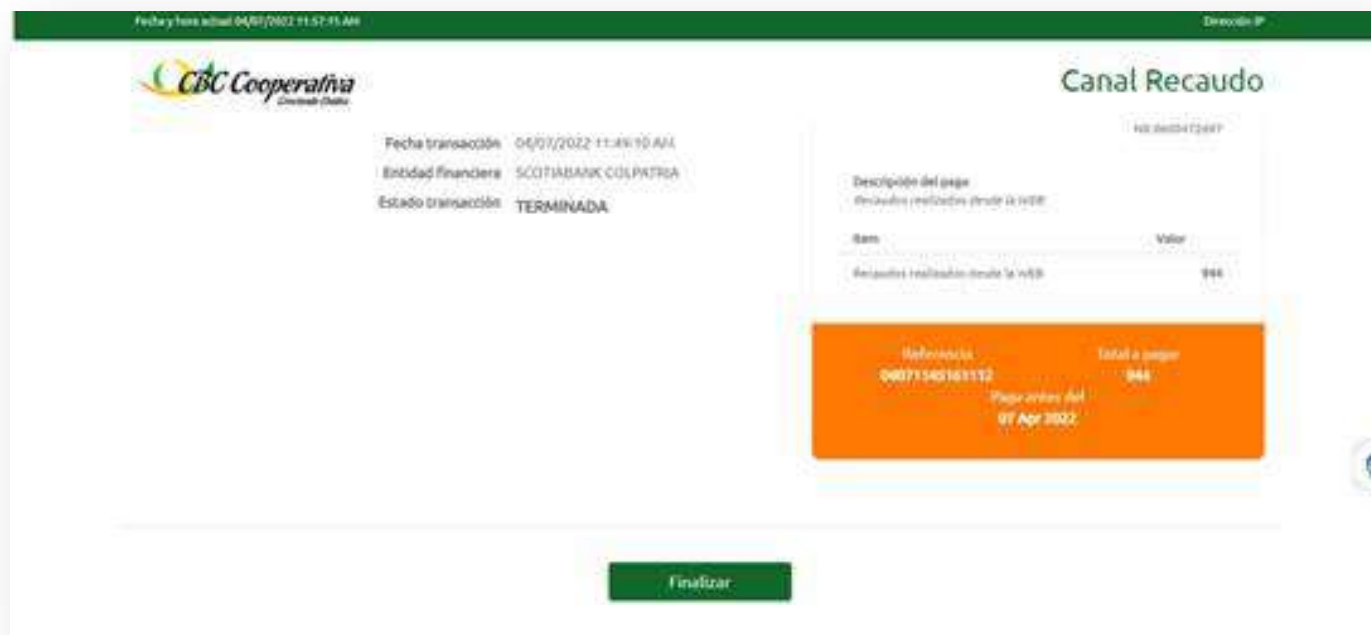 Fecha y hora actual 04/07/2022 11:57:15 AM
Dirección IP
CBC Cooperativa
Canal Recaudo
Fecha transacción 04/07/2022 11:49:10 AM
Entidad financiera SCOTIABANK COLPATRIA
Estado transacción TERMINADA
Descripción del pago
Recaudos realizados desde la WEB
Item Valor
Recaudos realizados desde la WEB 944
Referencia Total a pagar
944
Paga antes del
07 Apr 2022
Finalizar